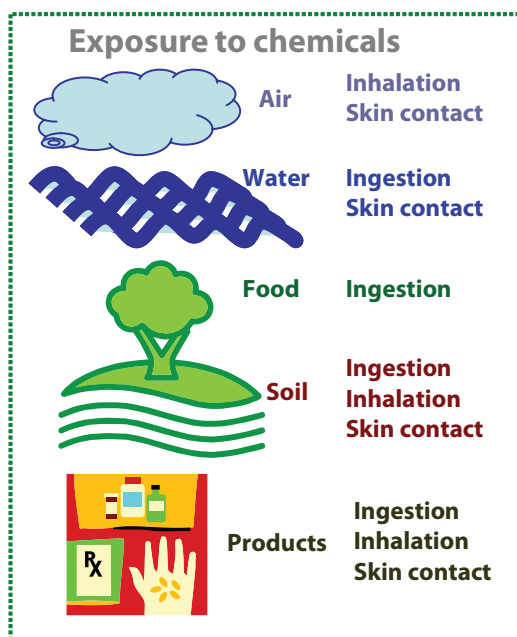 Exposure to chemicals
Air
Inhalation
Skin contact
Water
Ingestion
Skin contact
Food
Ingestion
Soil
Ingestion
Inhalation
Skin contact
Rx
Products
Ingestion
Inhalation
Skin contact